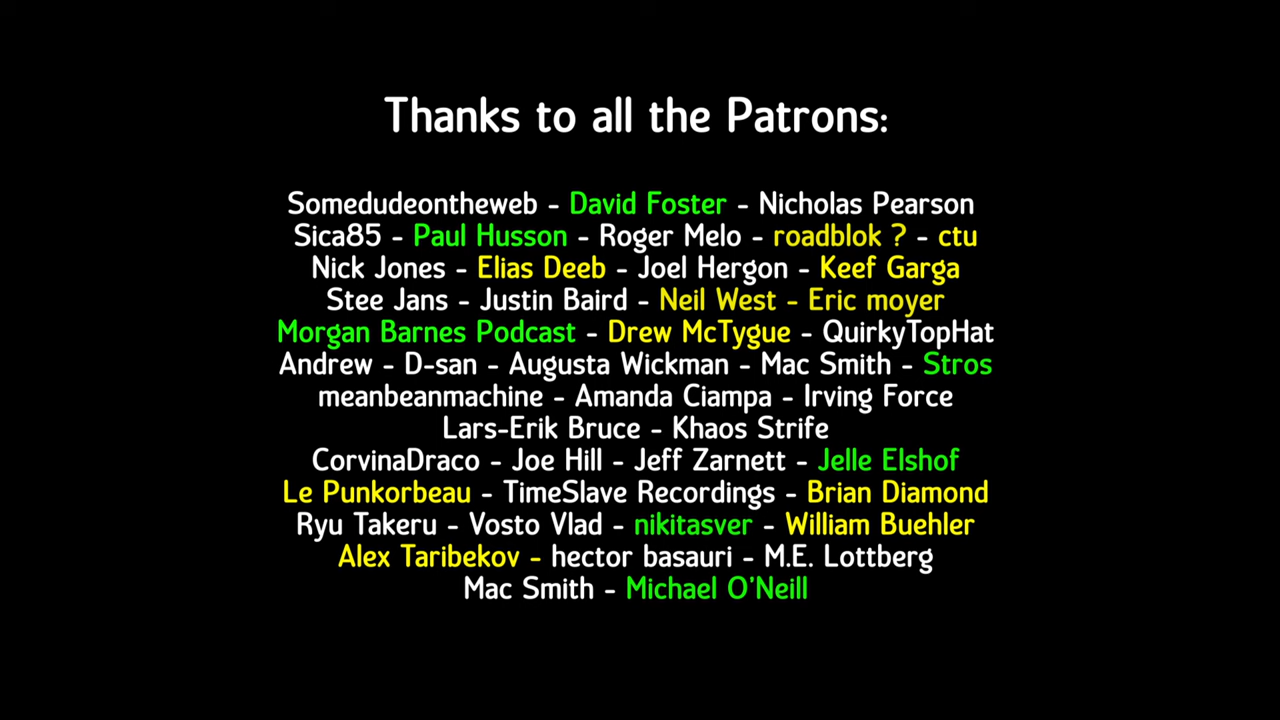 Thanks to all the Patrons:
Somedudeontheweb - David Foster - Nicholas Pearson
Sica85 - Paul Husson - Roger Melo - roadblok ? - ctu
Nick Jones - Elias Deeb - Joel Hergon - Keef Garga
Stee Jans - Justin Baird - Neil West - Eric moyer
Morgan Barnes Podcast - Drew McTygue - QuirkyTopHat
Andrew - D-san - Augusta Wickman - Mac Smith - Stros
meanbeanmachine - Amanda Ciampa - Irving Force
Lars-Erik Bruce - Khaos Strife
CorvinaDraco - Joe Hill - Jeff Zarnett - Jelle Elshof
Le Punkorbeau - TimeSlave Recordings - Brian Diamond
Ryu Takeru - Vosto Vlad - nikitasver - William Buehler
Alex Taribekov - hector basauri - M.E. Lottberg
Mac Smith - Michael O'Neill